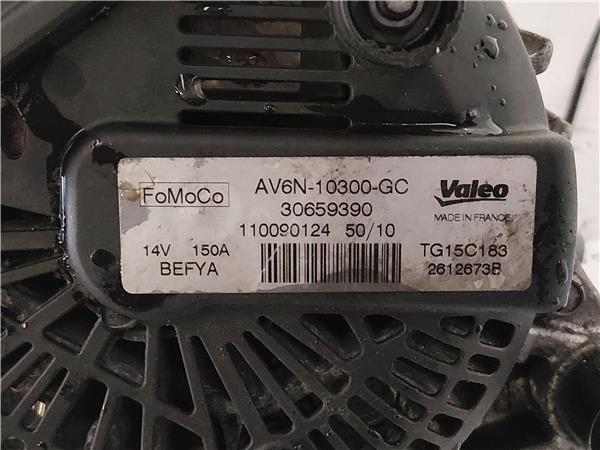 FoMoCo
AV6N-10300-GC
30659390
110090124 50/10
14V 150A
BEFYA
Valeo
MADE IN FRANCE
TG15C183
2612673B